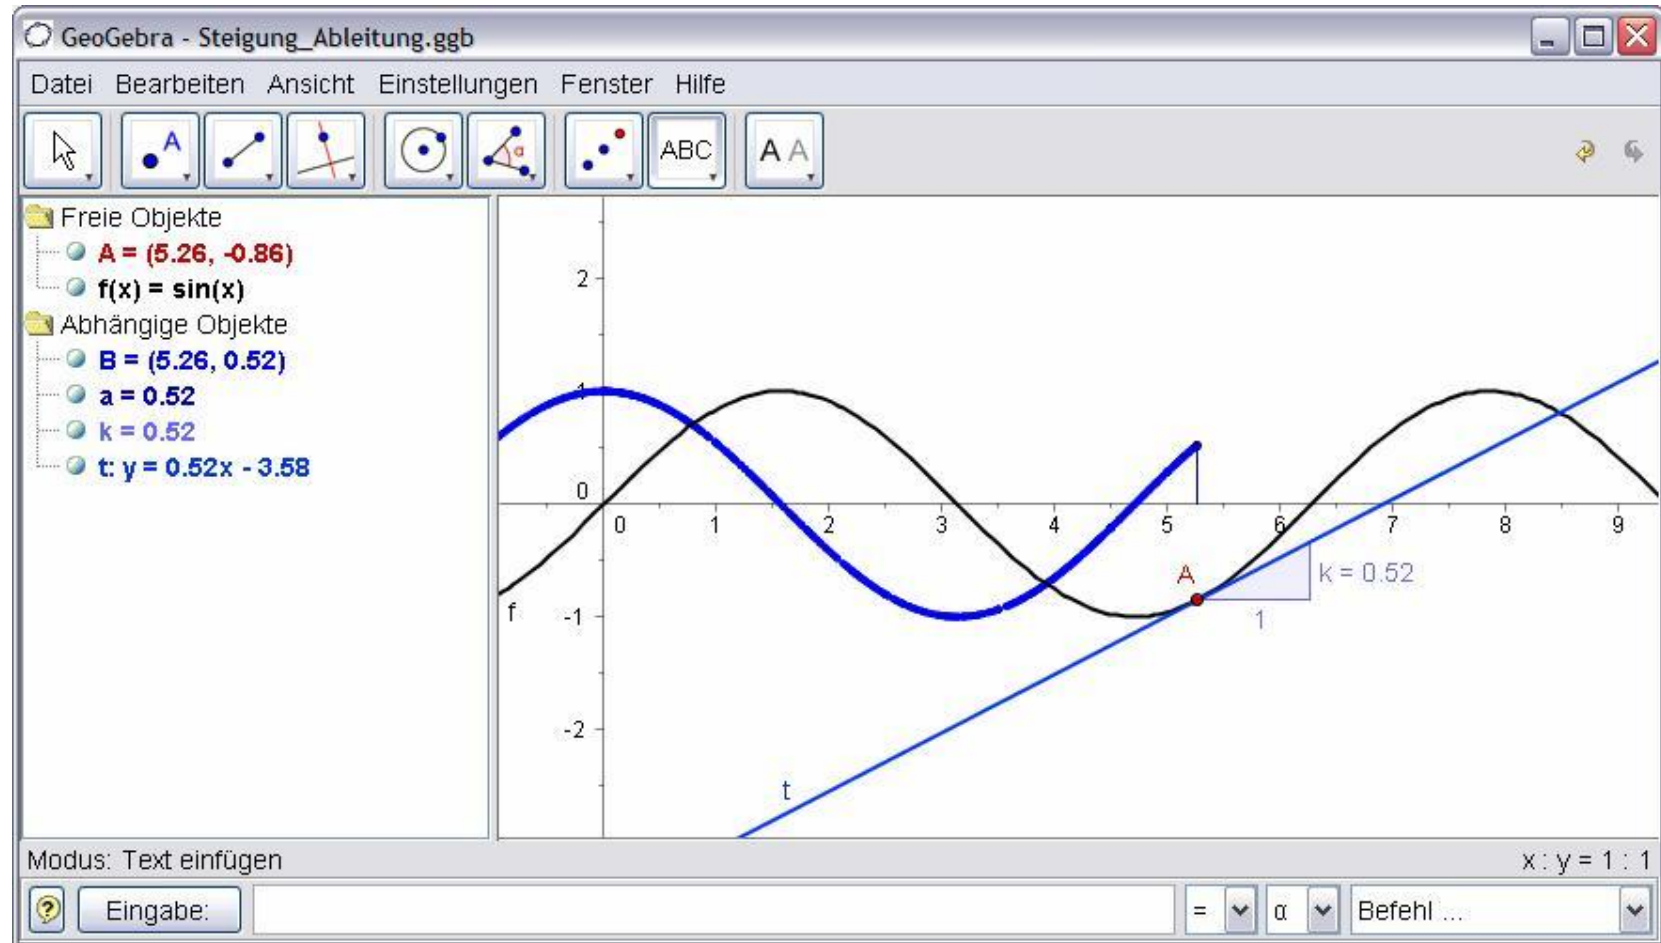 GeoGebra - Steigung_Ableitung.ggb
Datei Bearbeiten Ansicht Einstellungen Fenster Hilfe
A α ABC A A
Freie Objekte
A = (5.26, -0.86)
f(x) = sin(x)
Abhängige Objekte
B = (5.26, 0.52)
a = 0.52
k = 0.52
t: y = 0.52x - 3.58
2
1
0
0 1 2 3 4 5 6 7 8 9
A
k = 0.52
f
-1
1
-2
t
Modus: Text einfügen
x : y = 1 : 1
? Eingabe: = α Befehl ...